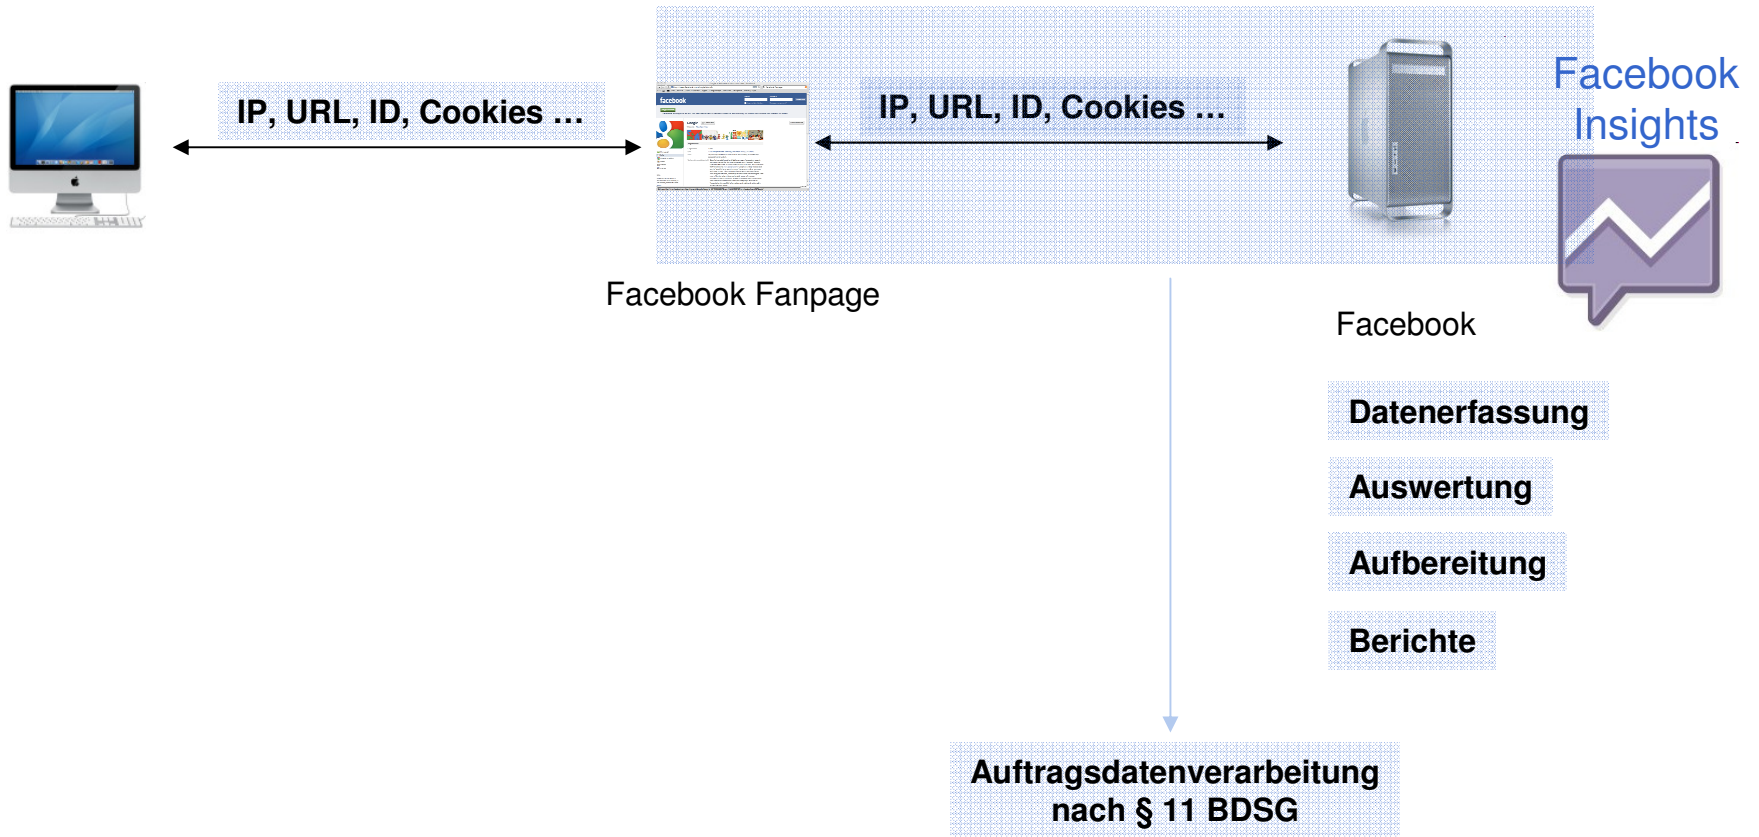 IP, URL, ID, Cookies …
IP, URL, ID, Cookies …
Facebook
Insights
facebook
Facebook Fanpage
Facebook
Datenerfassung
Auswertung
Aufbereitung
Berichte
Auftragsdatenverarbeitung
nach § 11 BDSG